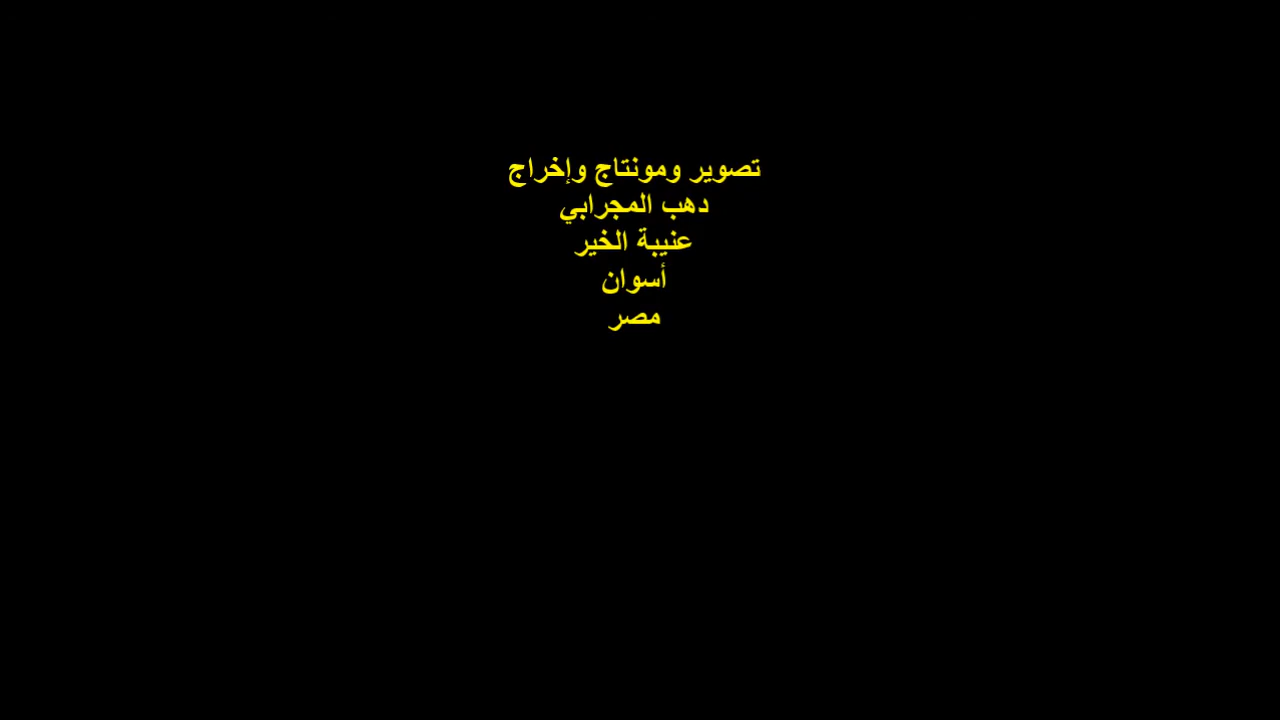 تصوير ومونتاج وإخراج
دهب المجرابي
عنيبة الخير
أسوان
مصر